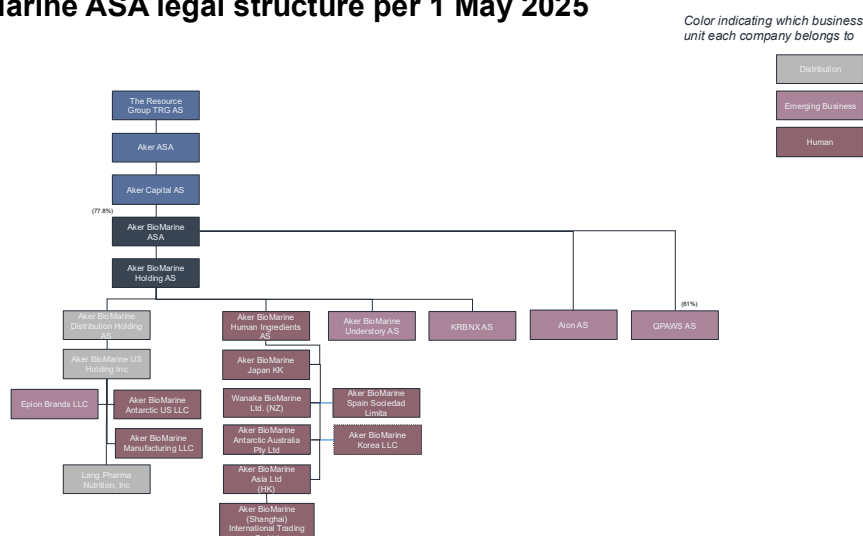 Marine ASA legal structure per 1 May 2025
Color indicating which business
unit each company belongs to
Distribution
Emerging Business
Human
The Resource
Group TRG AS
Aker ASA
Aker Capital AS
(77.8%)
Aker BioMarine
ASA
Aker BioMarine
Holding AS
Aker BioMarine
Distribution Holding
AS
Aker BioMarine
Human Ingredients
AS
Aker BioMarine
Understory AS
KRBNX AS
Aion AS
(61%)
QPAWS AS
Aker BioMarine US
Holding Inc
Aker BioMarine
Japan KK
Epion Brands LLC
Aker BioMarine
Antarctic US LLC
Wanaka BioMarine
Ltd. (NZ)
Aker BioMarine
Spain Sociedad
Limita
Aker BioMarine
Manufacturing LLC
Aker BioMarine
Antarctic Australia
Pty Ltd
Aker BioMarine
Korea LLC
Lang Pharma
Nutrition, Inc
Aker BioMarine
Asia Ltd
(HK)
Aker BioMarine
(Shanghai)
International Trading